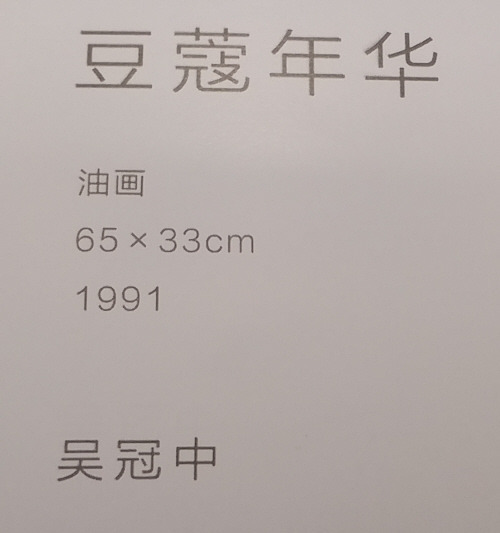 豆蔻年华
油画
65×33cm
1991
吴冠中